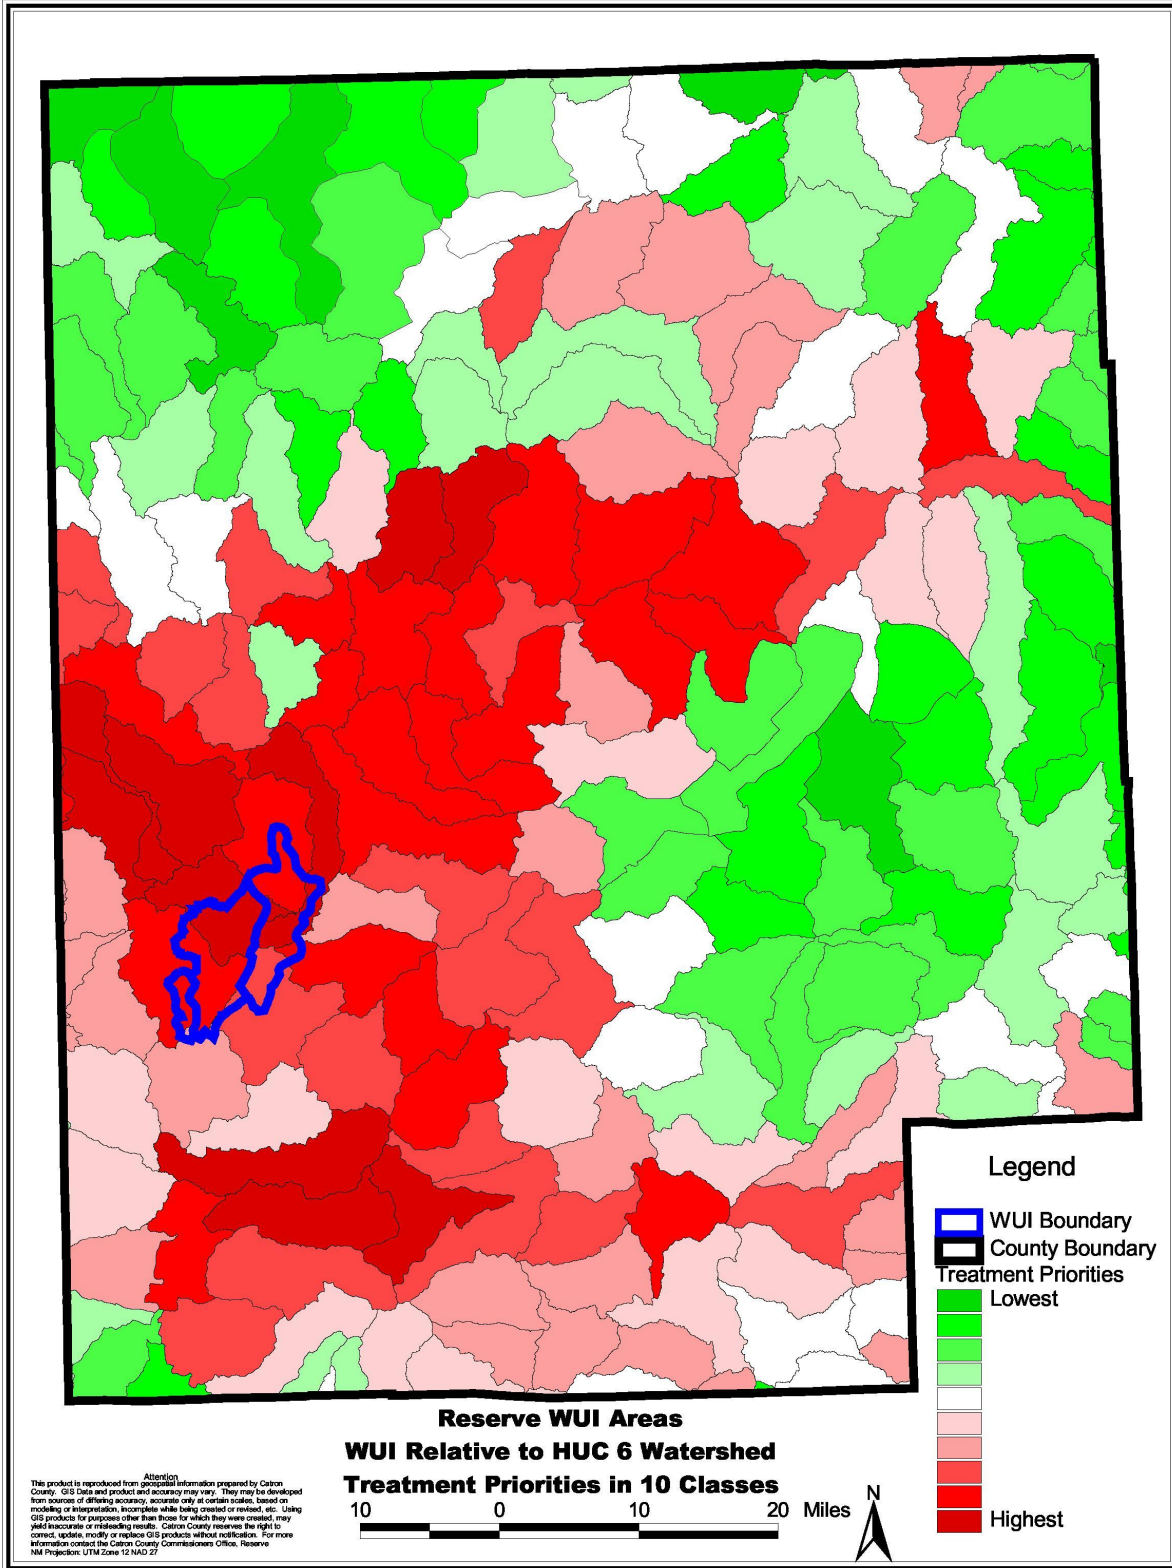 Legend
WUI Boundary
County Boundary
Treatment Priorities
Lowest
Highest
Reserve WUI Areas
WUI Relative to HUC 6 Watershed
Treatment Priorities in 10 Classes
10 0 10 20 Miles
N
Attention
This product is reproduced from geospatial information prepared by Catron
County. GIS Data and product and accuracy may vary. They may be developed
from sources of differing accuracy, accurate only at certain scales, based on
modeling or interpretation, incomplete while being created or revised, etc. Using
GIS products for purposes other than those for which they were created, may
yield inaccurate or misleading results. Catron County reserves the right to
correct, update, modify or replace GIS products without notification. For more
information contact the Catron County Commissioners Office, Reserve
NM Projection: UTM Zone 12 NAD 27